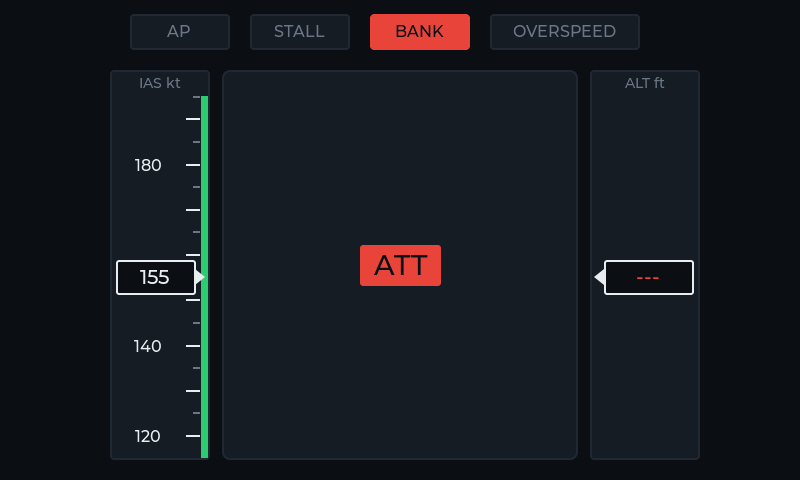 AP STALL BANK OVERSPEED
IAS kt
ALT ft
180
ATT
155
---
140
120